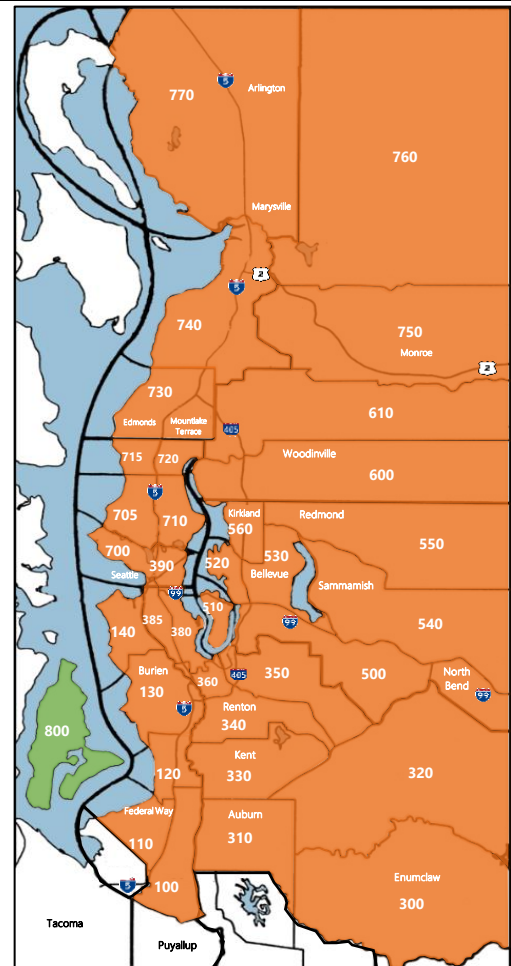 5
770
Arlington
760
Marysville
2
5
740
750
Monroe
2
730
610
Edmonds
Mountlake
Terrace
405
Woodinville
715
720
600
5
Kirkland
Redmond
705
710
560
550
700
530
390
520
Seattle
Bellevue
Sammamish
99
510
385
99
540
140
380
Burien
360
405
350
500
North
Bend
130
99
5
Renton
340
800
Kent
120
330
320
Federal Way
Auburn
110
310
Enumclaw
5
100
300
Tacoma
Puyallup